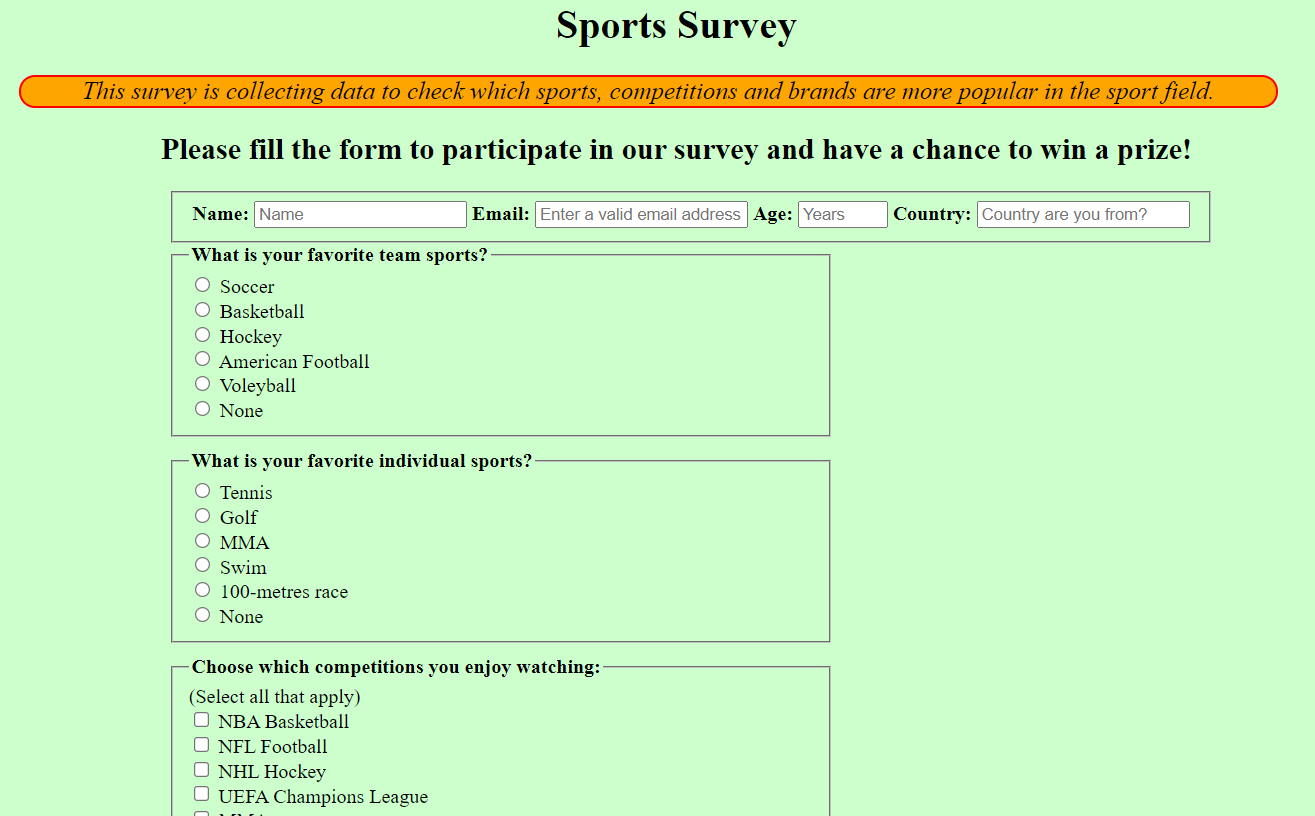 Sports Survey
This survey is collecting data to check which sports, competitions and brands are more popular in the sport field.
Please fill the form to participate in our survey and have a chance to win a prize!
Name: Name Email: Enter a valid email address Age: Years Country: Country are you from?
What is your favorite team sports?
Soccer
Basketball
Hockey
American Football
Voleyball
None
What is your favorite individual sports?
Tennis
Golf
MMA
Swim
100-metres race
None
Choose which competitions you enjoy watching:
(Select all that apply)
NBA Basketball
NFL Football
NHL Hockey
UEFA Champions League